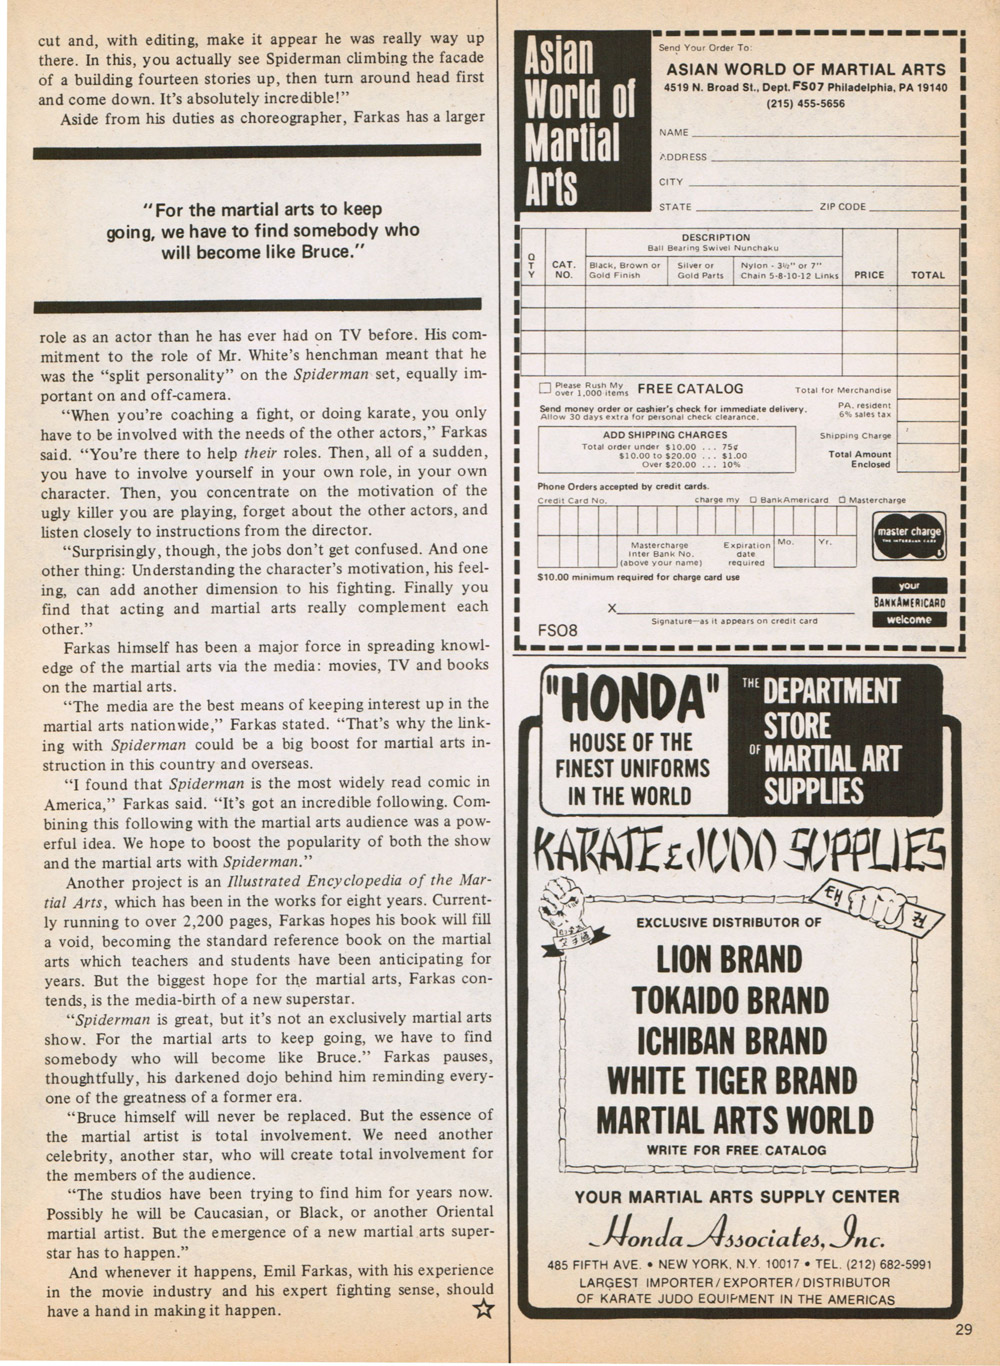 cut and, with editing, make it appear he was really way up
there. In this, you actually see Spiderman climbing the facade
of a building fourteen stories up, then turn around head first
and come down. It's absolutely incredible!”
Aside from his duties as choreographer, Farkas has a larger
“For the martial arts to keep
going, we have to find somebody who
will become like Bruce.”
role as an actor than he has ever had on TV before. His com-
mitment to the role of Mr. White's henchman meant that he
was the “split personality” on the Spiderman set, equally im-
portant on and off-camera.
“When you're coaching a fight, or doing karate, you only
have to be involved with the needs of the other actors,” Farkas
said. “You're there to help their roles. Then, all of a sudden,
you have to involve yourself in your own role, in your own
character. Then, you concentrate on the motivation of the
ugly killer you are playing, forget about the other actors, and
listen closely to instructions from the director.
“Surprisingly, though, the jobs don't get confused. And one
other thing: Understanding the character's motivation, his feel-
ing, can add another dimension to his fighting. Finally you
find that acting and martial arts really complement each
other.”
Farkas himself has been a major force in spreading knowl-
edge of the martial arts via the media: movies, TV and books
on the martial arts.
“The media are the best means of keeping interest up in the
martial arts nationwide,” Farkas stated. “That's why the link-
ing with Spiderman could be a big boost for martial arts in-
struction in this country and overseas.
“I found that Spiderman is the most widely read comic in
America,” Farkas said. “It's got an incredible following. Com-
bining this following with the martial arts audience was a pow-
erful idea. We hope to boost the popularity of both the show
and the martial arts with Spiderman.”
Another project is an Illustrated Encyclopedia of the Mar-
tial Arts, which has been in the works for eight years. Current-
ly running to over 2,200 pages, Farkas hopes his book will fill
a void, becoming the standard reference book on the martial
arts which teachers and students have been anticipating for
years. But the biggest hope for the martial arts, Farkas con-
tends, is the media-birth of a new superstar.
“Spiderman is great, but it's not an exclusively martial arts
show. For the martial arts to keep going, we have to find
somebody who will become like Bruce.” Farkas pauses,
thoughtfully, his darkened dojo behind him reminding every-
one of the greatness of a former era.
“Bruce himself will never be replaced. But the essence of
the martial artist is total involvement. We need another
celebrity, another star, who will create total involvement for
the members of the audience.
“The studios have been trying to find him for years now.
Possibly he will be Caucasian, or Black, or another Oriental
martial artist. But the emergence of a new martial arts super-
star has to happen.”
And whenever it happens, Emil Farkas, with his experience
in the movie industry and his expert fighting sense, should
have a hand in making it happen.
Asian
World of
Martial
Arts
Send Your Order To:
ASIAN WORLD OF MARTIAL ARTS
4519 N. Broad St., Dept. FS07 Philadelphia, PA 19140
(215) 455-5656
NAME
ADDRESS
CITY
STATE ZIP CODE
QTY
CAT.
NO.
DESCRIPTION
Ball Bearing Swivel Nunchaku
Black, Brown or
Gold Finish
Silver or
Gold Parts
Nylon - 3½" or 7"
Chain 5-8-10-12 Links
PRICE
TOTAL
Please Rush My
over 1,000 items
FREE CATALOG
Total for Merchandise
Send money order or cashier's check for immediate delivery.
Allow 30 days extra for personal check clearance.
PA. resident
6% sales tax
ADD SHIPPING CHARGES
Total order under $10.00 ... 75¢
$10.00 to $20.00 ... $1.00
Over $20.00 ... 10%
Shipping Charge
Total Amount
Enclosed
Phone Orders accepted by credit cards.
Credit Card No. charge my BankAmericard Mastercharge
Mastercharge
Inter Bank No.
(above your name)
Expiration
date
required
Mo. Yr.
master charge
THE INTERBANK CARD
$10.00 minimum required for charge card use
your
BANKAMERICARD
welcome
X
Signature—as it appears on credit card
FSO8
"HONDA"
HOUSE OF THE
FINEST UNIFORMS
IN THE WORLD
THE DEPARTMENT
STORE
OF MARTIAL ART
SUPPLIES
KARATE & JUDO SUPPLIES
태 권
EXCLUSIVE DISTRIBUTOR OF
LION BRAND
TOKAIDO BRAND
ICHIBAN BRAND
WHITE TIGER BRAND
MARTIAL ARTS WORLD
WRITE FOR FREE CATALOG
YOUR MARTIAL ARTS SUPPLY CENTER
Honda Associates, Inc.
485 FIFTH AVE. • NEW YORK, N.Y. 10017 • TEL. (212) 682-5991
LARGEST IMPORTER/EXPORTER/DISTRIBUTOR
OF KARATE JUDO EQUIPMENT IN THE AMERICAS
29